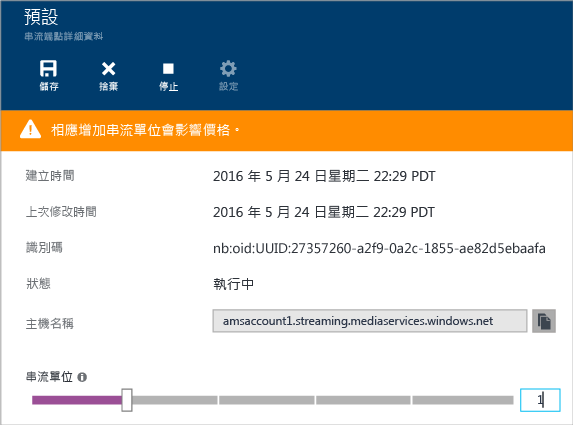 預設
串流端點詳細資料
儲存 捨棄 停止 設定
相應增加串流單位會影響價格。
建立時間 2016 年 5 月 24 日星期二 22:29 PDT
上次修改時間 2016 年 5 月 24 日星期二 22:29 PDT
識別碼 nb:oid:UUID:27357260-a2f9-0a2c-1855-ae82d5ebaafa
狀態 執行中
主機名稱 amsaccount1.streaming.mediaservices.windows.net
串流單位
1